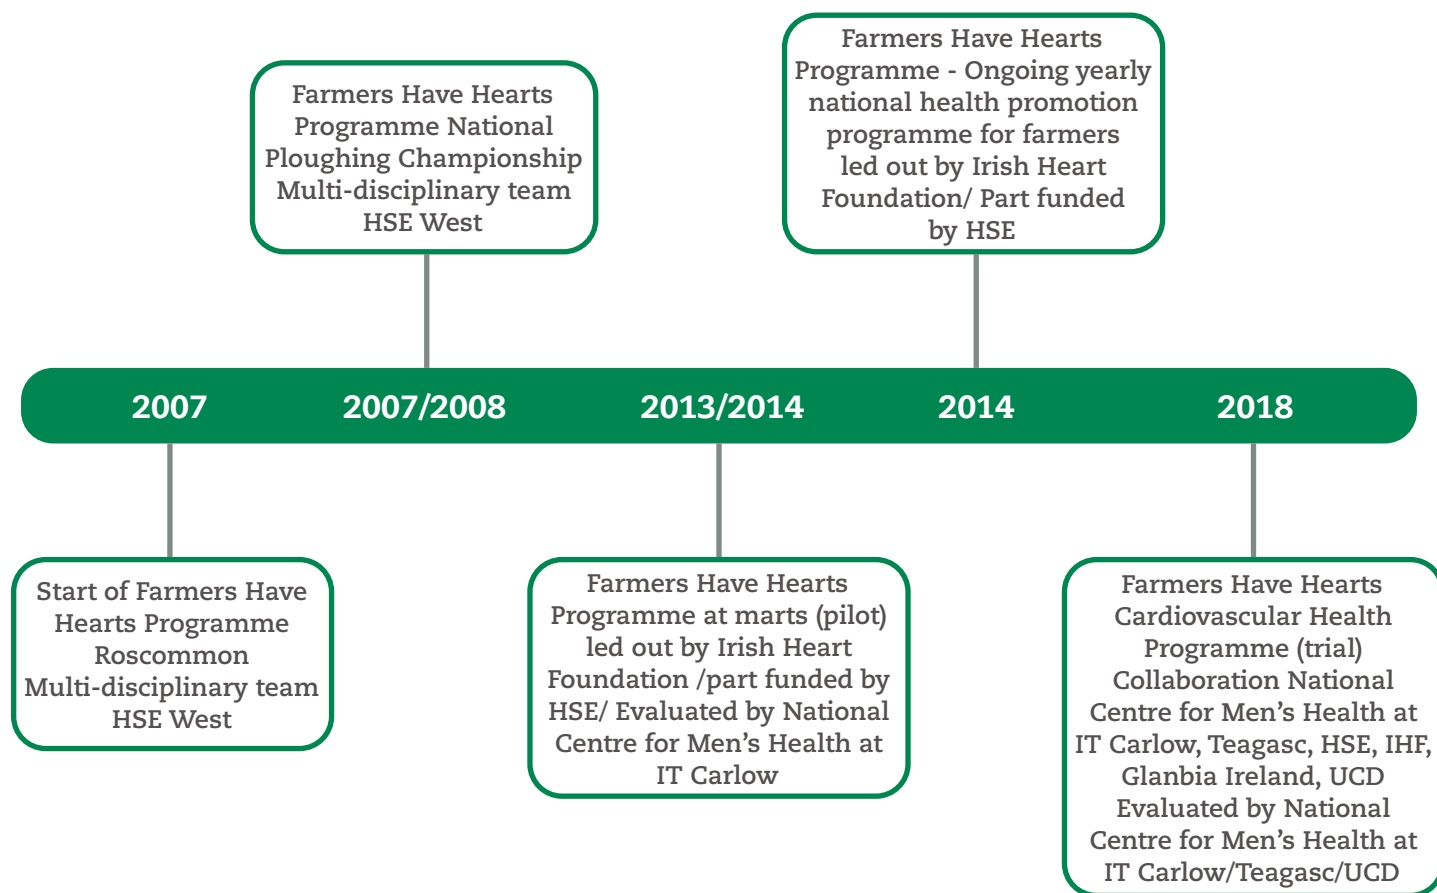 Farmers Have Hearts
Programme National
Ploughing Championship
Multi-disciplinary team
HSE West
Farmers Have Hearts
Programme - Ongoing yearly
national health promotion
programme for farmers
led out by Irish Heart
Foundation/ Part funded
by HSE
2007
2007/2008
2013/2014
2014
2018
Start of Farmers Have
Hearts Programme
Roscommon
Multi-disciplinary team
HSE West
Farmers Have Hearts
Programme at marts (pilot)
led out by Irish Heart
Foundation /part funded by
HSE/ Evaluated by National
Centre for Men’s Health at
IT Carlow
Farmers Have Hearts
Cardiovascular Health
Programme (trial)
Collaboration National
Centre for Men’s Health at
IT Carlow, Teagasc, HSE, IHF,
Glanbia Ireland, UCD
Evaluated by National
Centre for Men’s Health at
IT Carlow/Teagasc/UCD